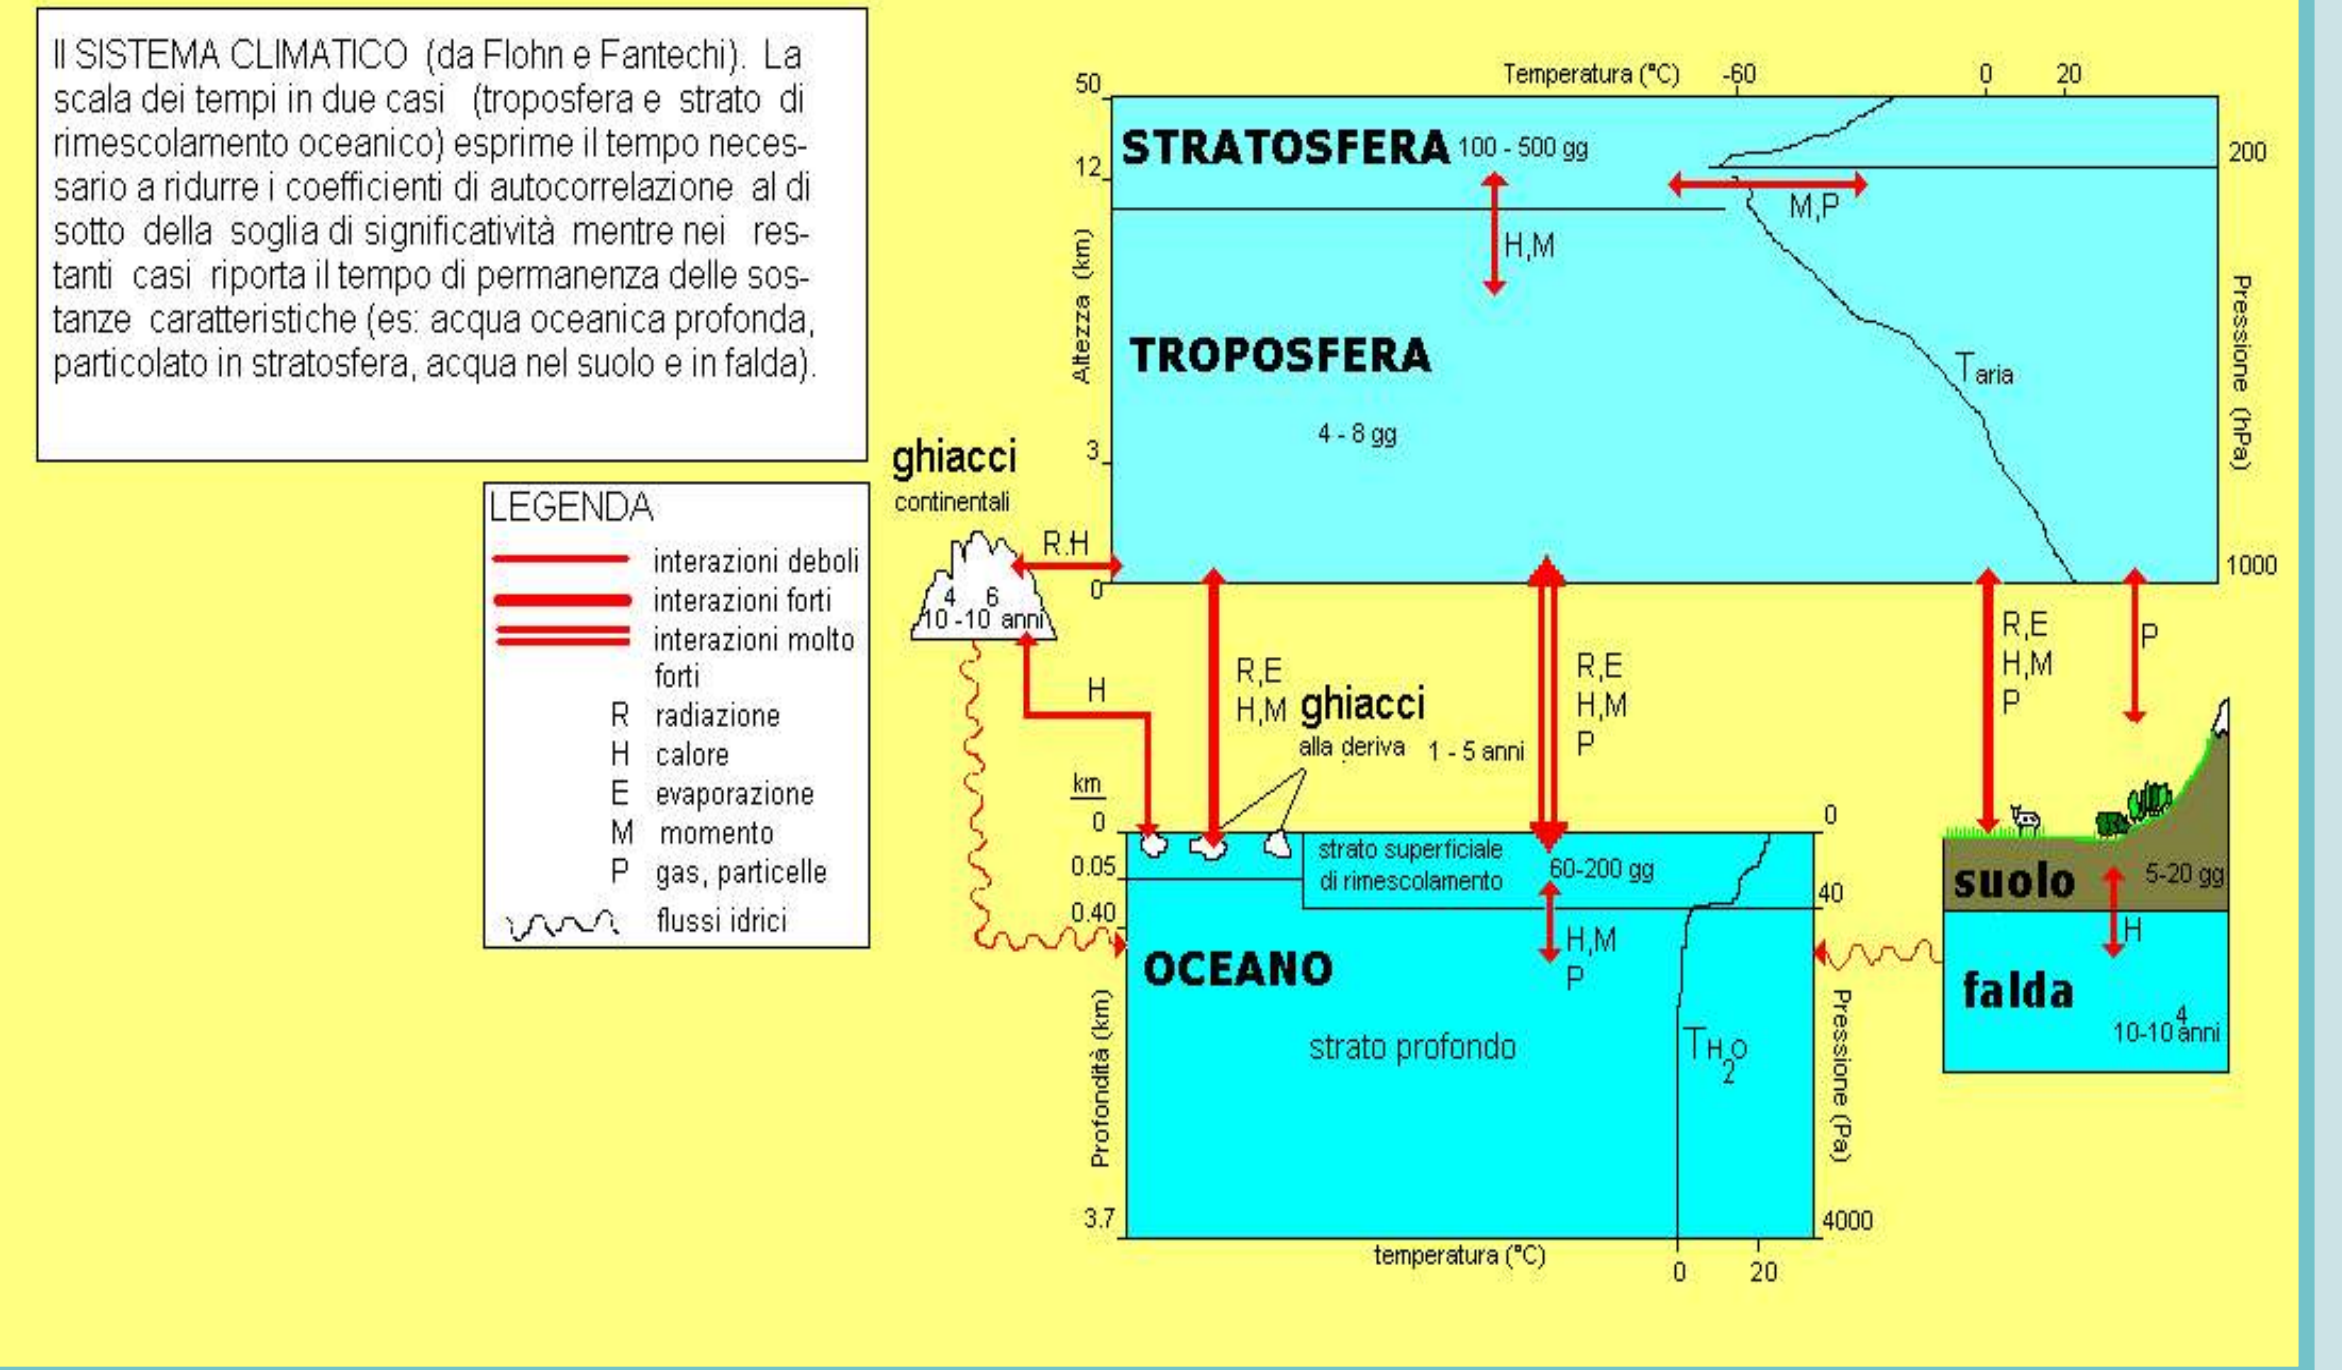 Il SISTEMA CLIMATICO (da Flohn e Fantechi). La
scala dei tempi in due casi (troposfera e strato di
rimescolamento oceanico) esprime il tempo neces-
sario a ridurre i coefficienti di autocorrelazione al di
sotto della soglia di significatività mentre nei res-
tanti casi riporta il tempo di permanenza delle sos-
tanze caratteristiche (es: acqua oceanica profonda,
particolato in stratosfera, acqua nel suolo e in falda).
LEGENDA
interazioni deboli
interazioni forti
interazioni molto
forti
R radiazione
H calore
E evaporazione
M momento
P gas, particelle
flussi idrici
Temperatura (°C) -60 0 20
50
12
3
0
Altezza (km)
STRATOSFERA 100 - 500 gg
200
M,P
H,M
TROPOSFERA
4 - 8 gg
Taria
Pressione (hPa)
1000
ghiacci
continentali
R.H
4 6
10 -10 anni
H
R,E
H,M
ghiacci
alla deriva 1 - 5 anni
R,E
H,M
P
R,E
H,M
P
P
km
0
0.05
0.40
3.7
Profondità (km)
strato superficiale
di rimescolamento
60-200 gg
H,M
P
OCEANO
strato profondo
TH2O
0
40
4000
Pressione (Pa)
temperatura (°C)
0 20
suolo 5-20 gg
H
falda
4
10-10 anni